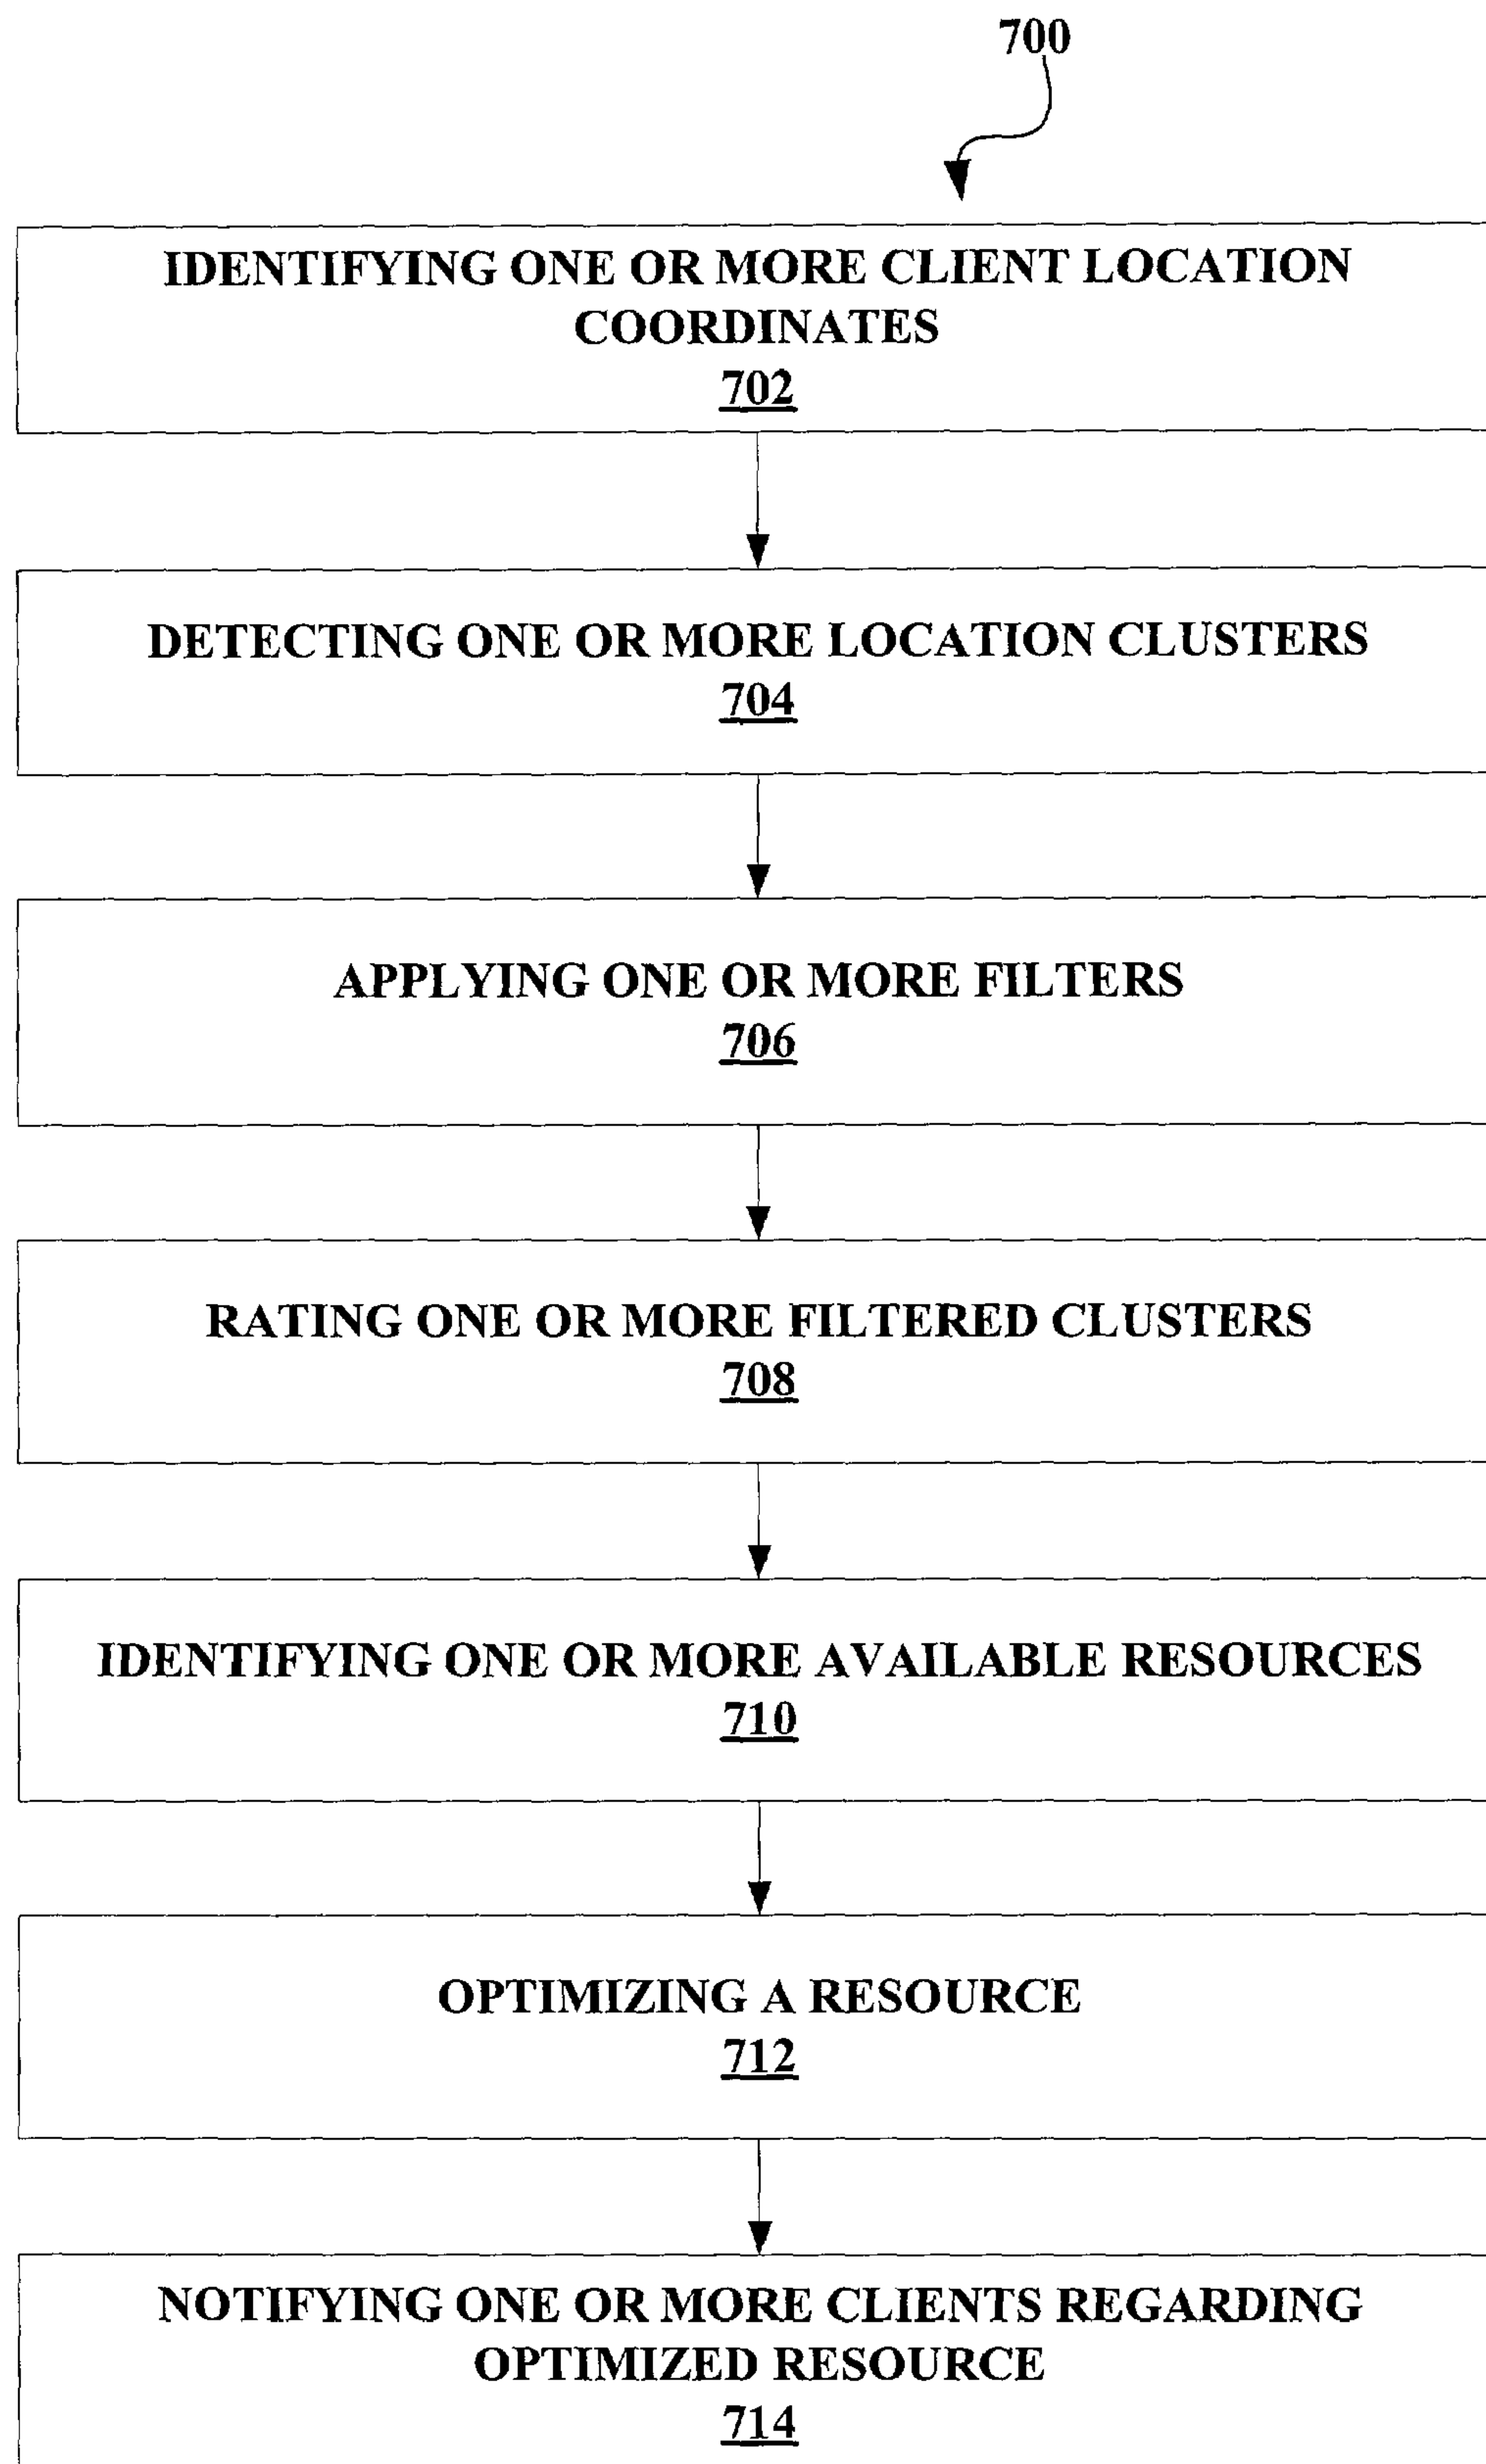 700
IDENTIFYING ONE OR MORE CLIENT LOCATION
COORDINATES
702
DETECTING ONE OR MORE LOCATION CLUSTERS
704
APPLYING ONE OR MORE FILTERS
706
RATING ONE OR MORE FILTERED CLUSTERS
708
IDENTIFYING ONE OR MORE AVAILABLE RESOURCES
710
OPTIMIZING A RESOURCE
712
NOTIFYING ONE OR MORE CLIENTS REGARDING
OPTIMIZED RESOURCE
714